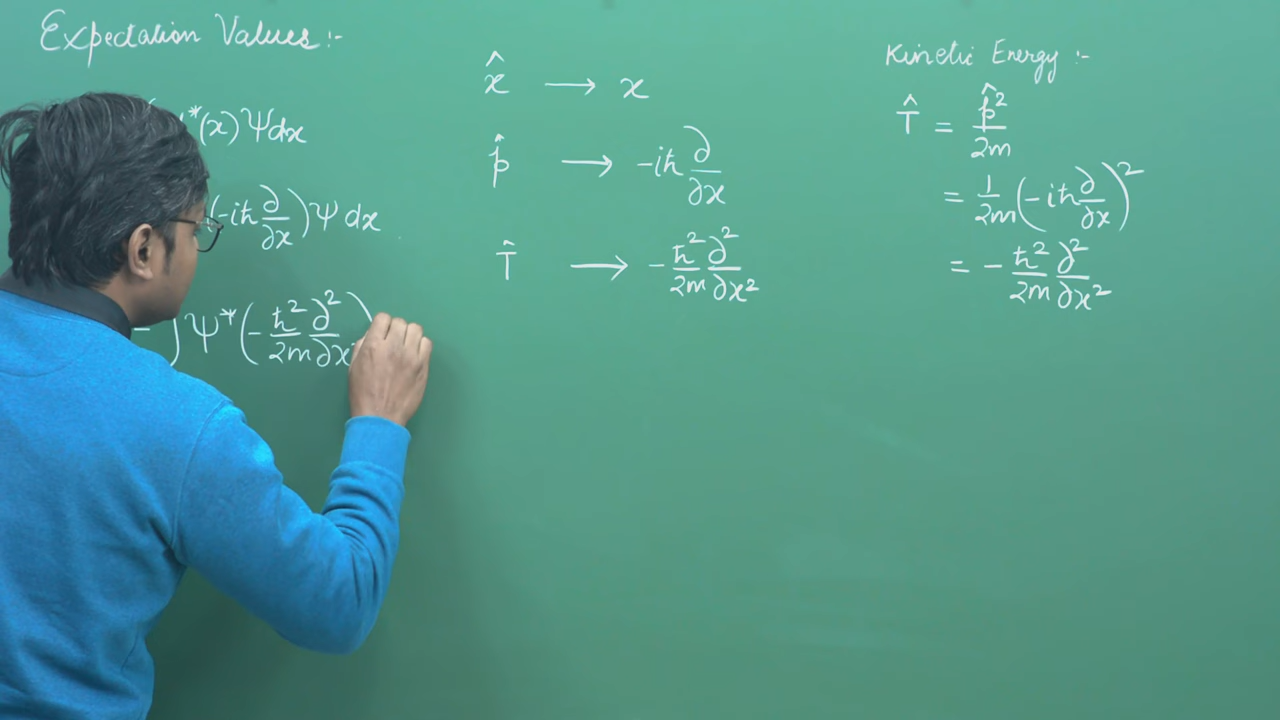 Expectation Values :-
*(x) Ψ dx
(-iħ ∂/∂x) Ψ dx
∫ Ψ* (- ħ²/2m ∂²/∂x² )
x̂ → x
p̂ → -iħ ∂/∂x
T̂ → - ħ²/2m ∂²/∂x²
Kinetic Energy :-
T̂ = p̂²/2m
= 1/2m (-iħ ∂/∂x)²
= - ħ²/2m ∂²/∂x²